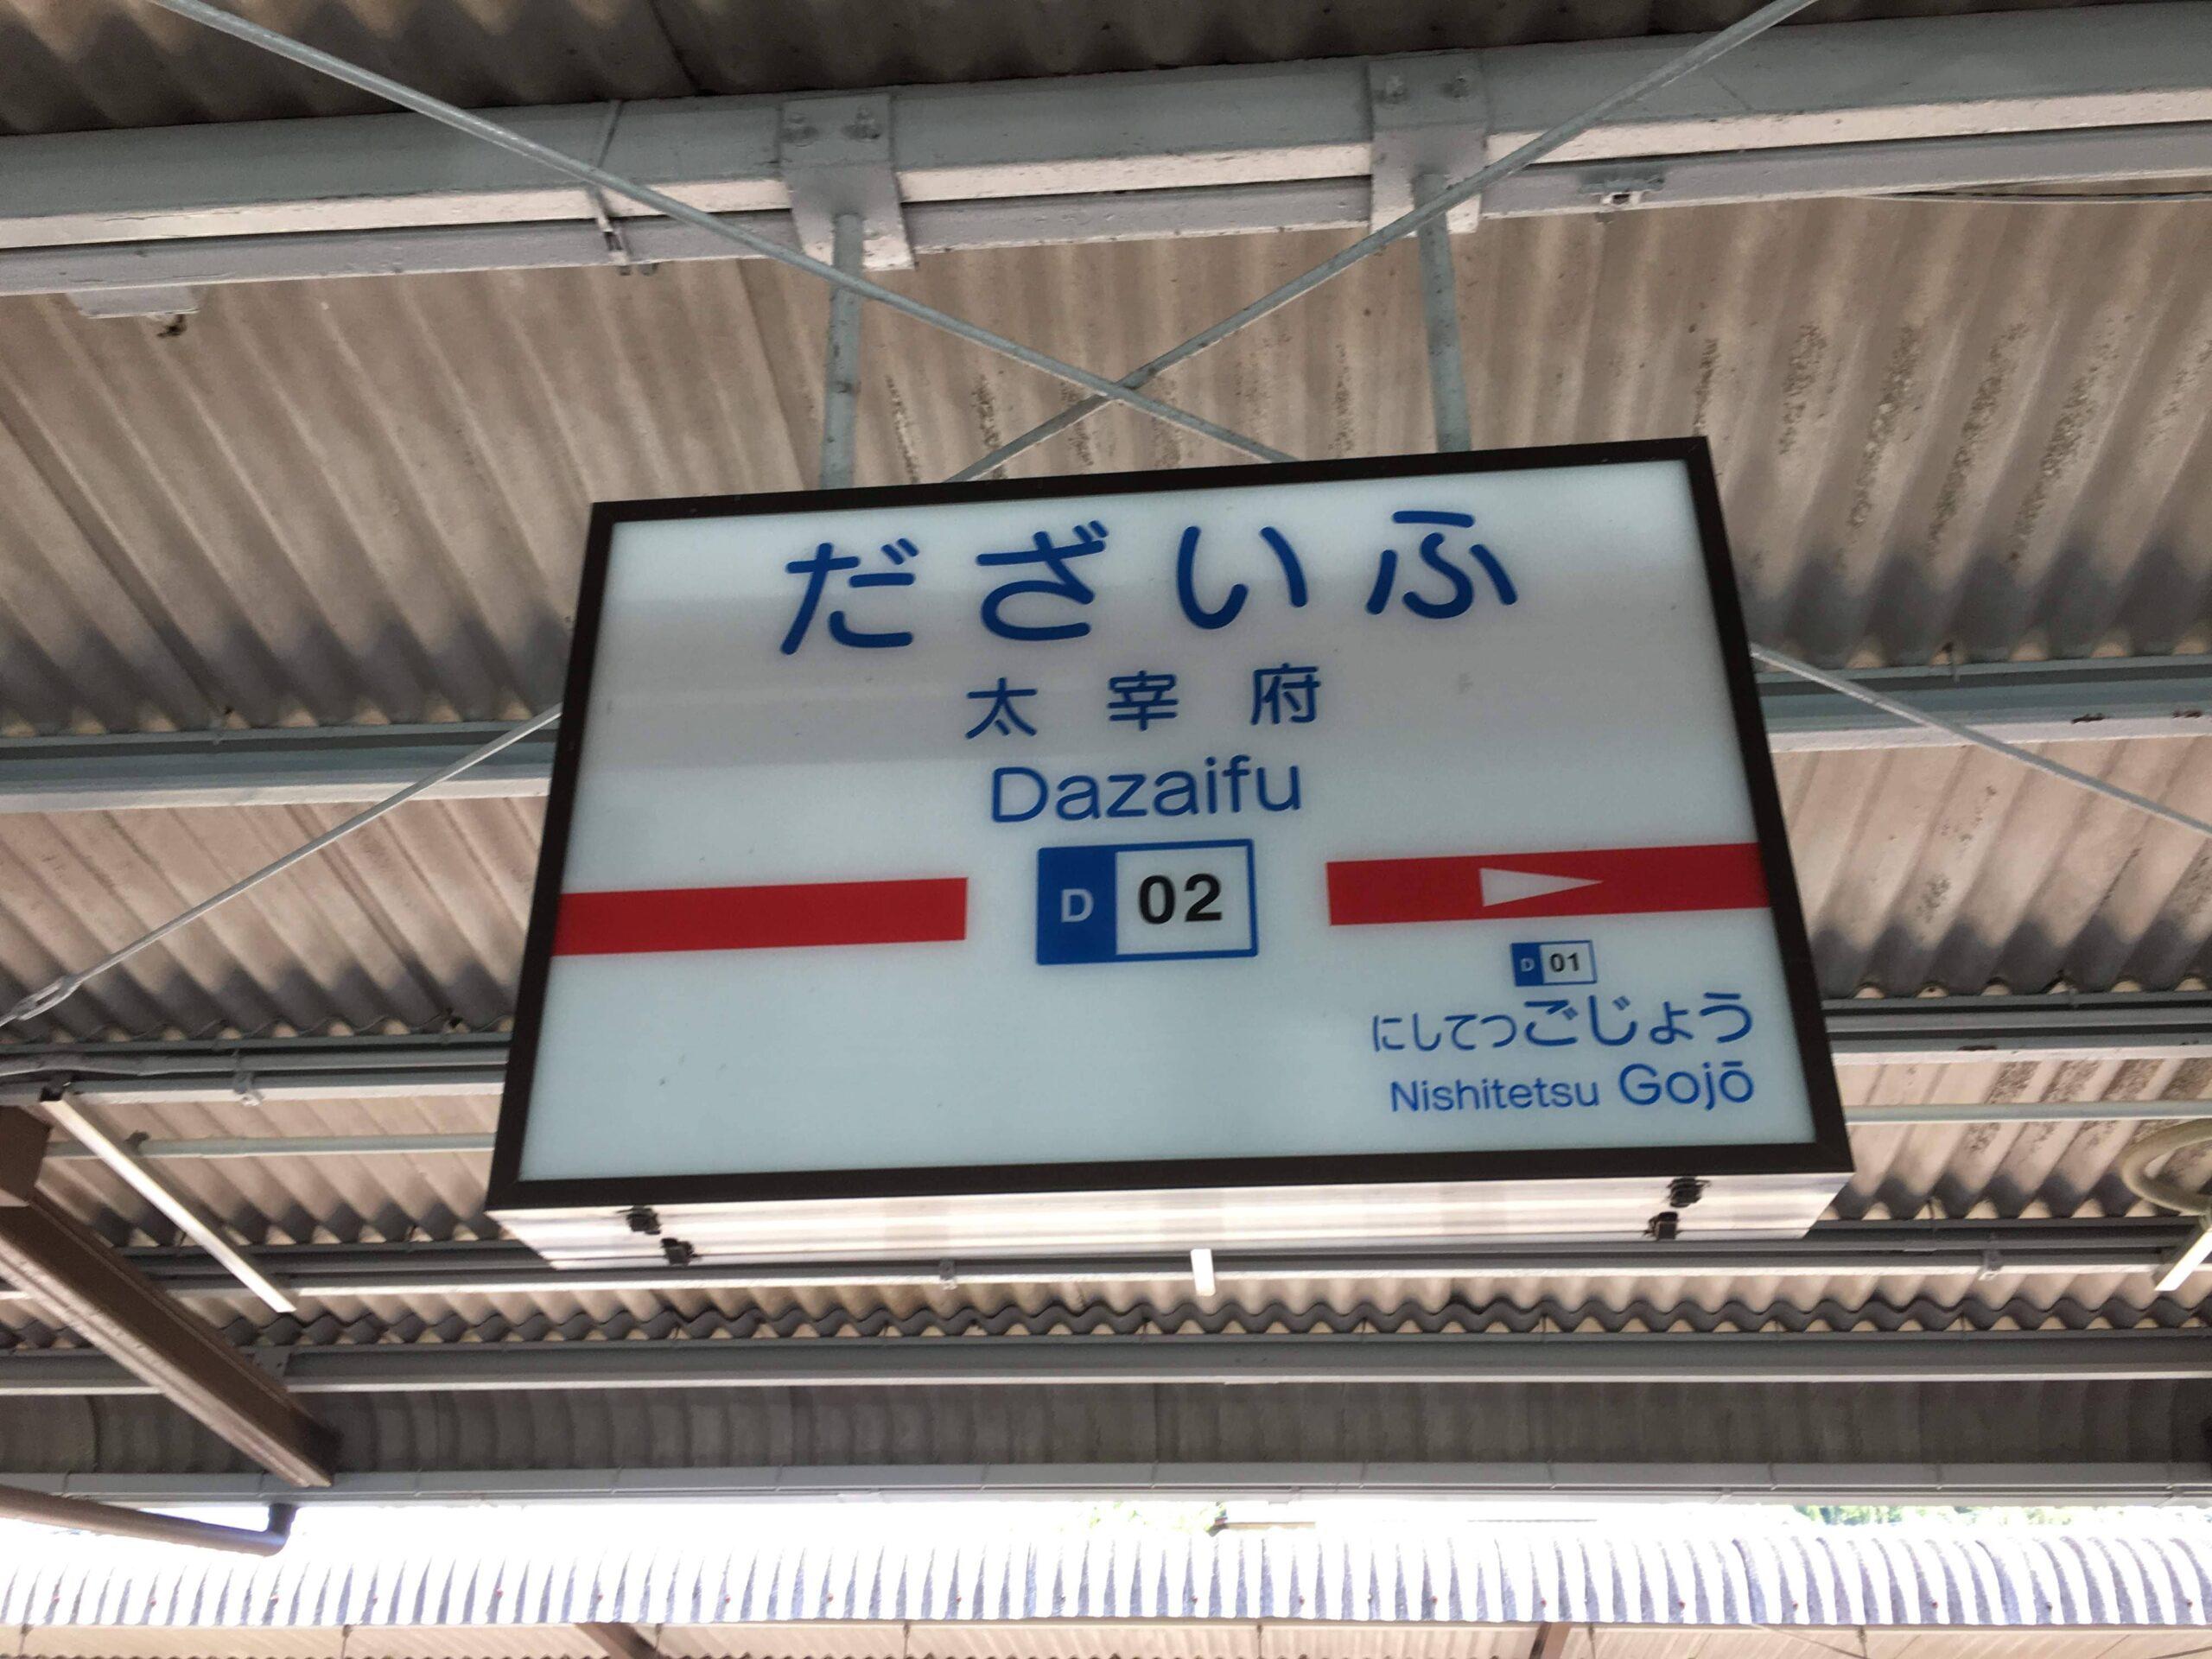 だざいふ
太宰府
Dazaifu
D 02
D 01
にしてつごじょう
Nishitetsu Gojō